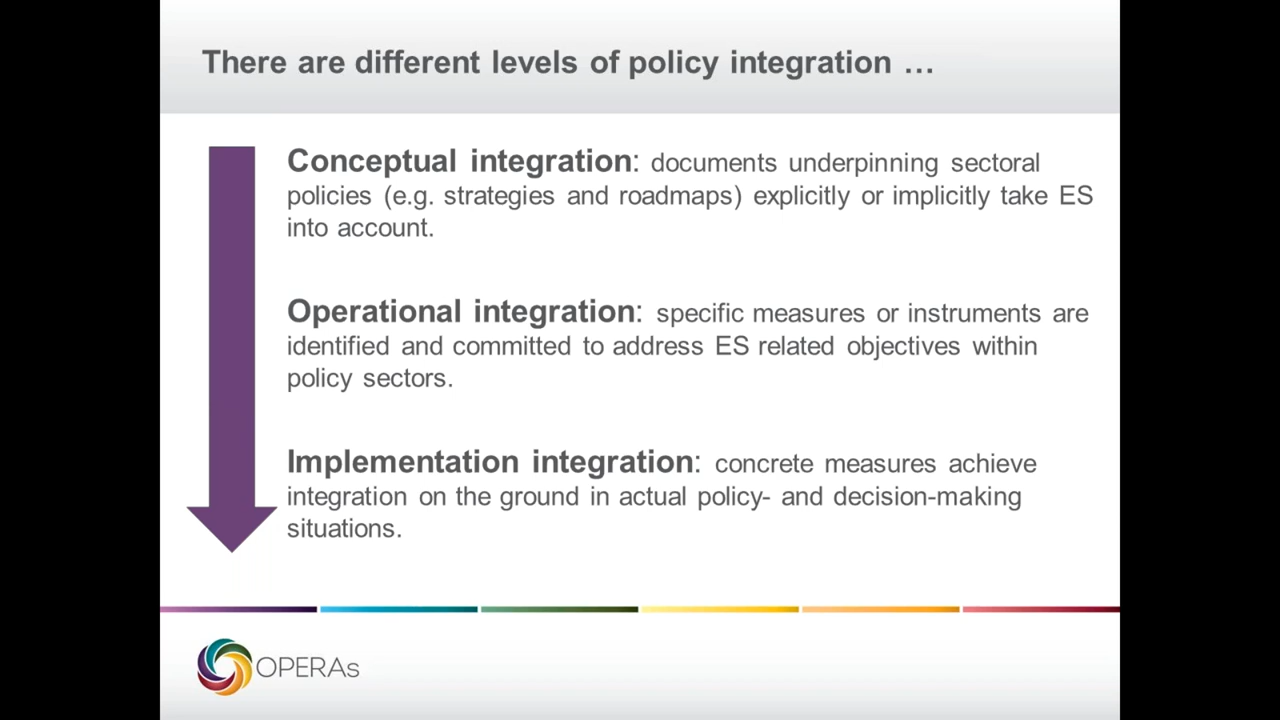 There are different levels of policy integration …
Conceptual integration: documents underpinning sectoral
policies (e.g. strategies and roadmaps) explicitly or implicitly take ES
into account.
Operational integration: specific measures or instruments are
identified and committed to address ES related objectives within
policy sectors.
Implementation integration: concrete measures achieve
integration on the ground in actual policy- and decision-making
situations.
OPERAs